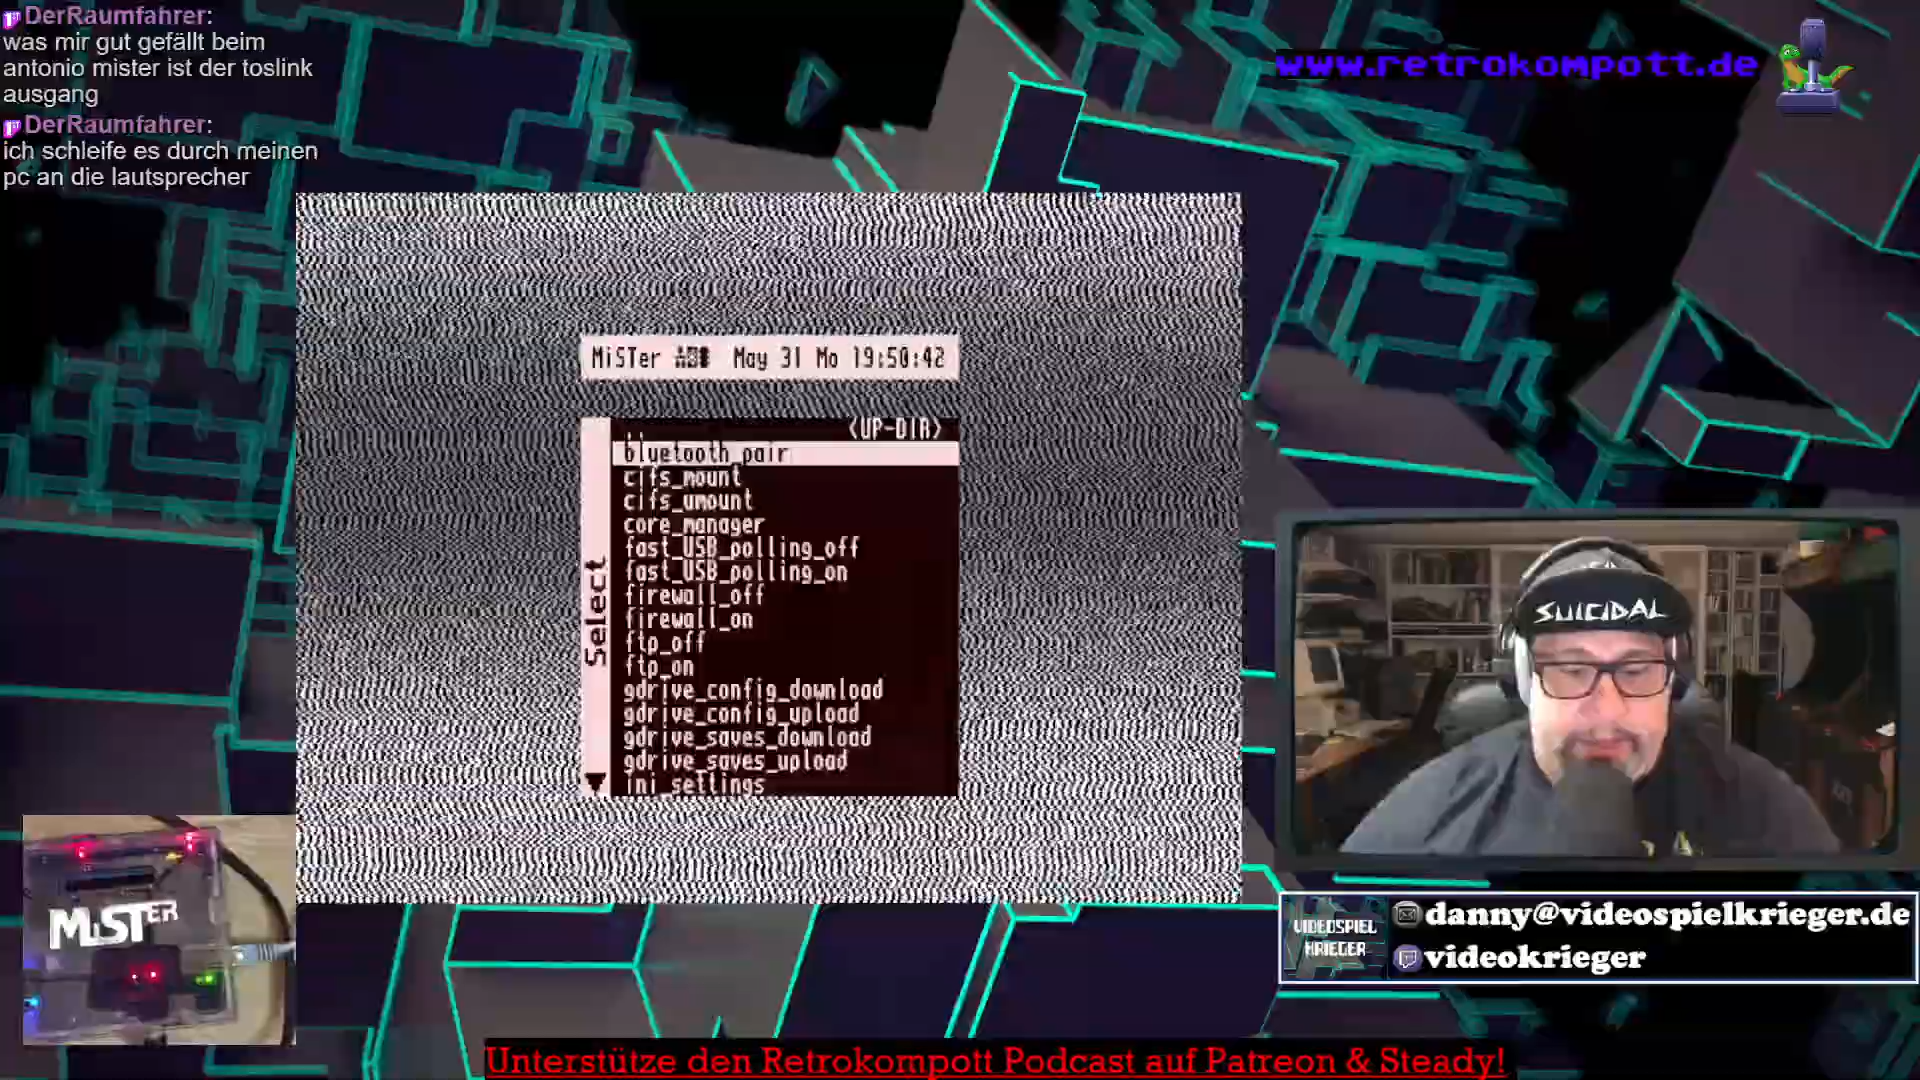 DerRaumfahrer:
was mir gut gefällt beim
antonio mister ist der toslink
ausgang
DerRaumfahrer:
ich schleife es durch meinen
pc an die lautsprecher
www.retrokompott.de
MiSTer May 31 Mo 19:50:42
Select
.. <UP-DIR>
bluetooth_pair
cifs_mount
cifs_umount
core_manager
fast_USB_polling_off
fast_USB_polling_on
firewall_off
firewall_on
ftp_off
ftp_on
gdrive_config_download
gdrive_config_upload
gdrive_saves_download
gdrive_saves_upload
ini_settings
SUICIDAL
MiSTER
VIDEOSPIEL
KRIEGER
danny@videospielkrieger.de
videokrieger
Unterstütze den Retrokompott Podcast auf Patreon & Steady!